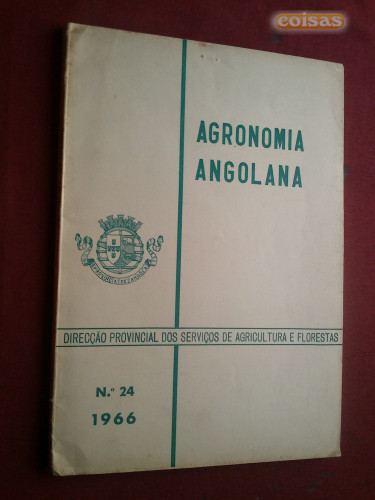 coisas
AGRONOMIA
ANGOLANA
DIRECÇÃO PROVINCIAL DOS SERVIÇOS DE AGRICULTURA E FLORESTAS
N.º 24
1966